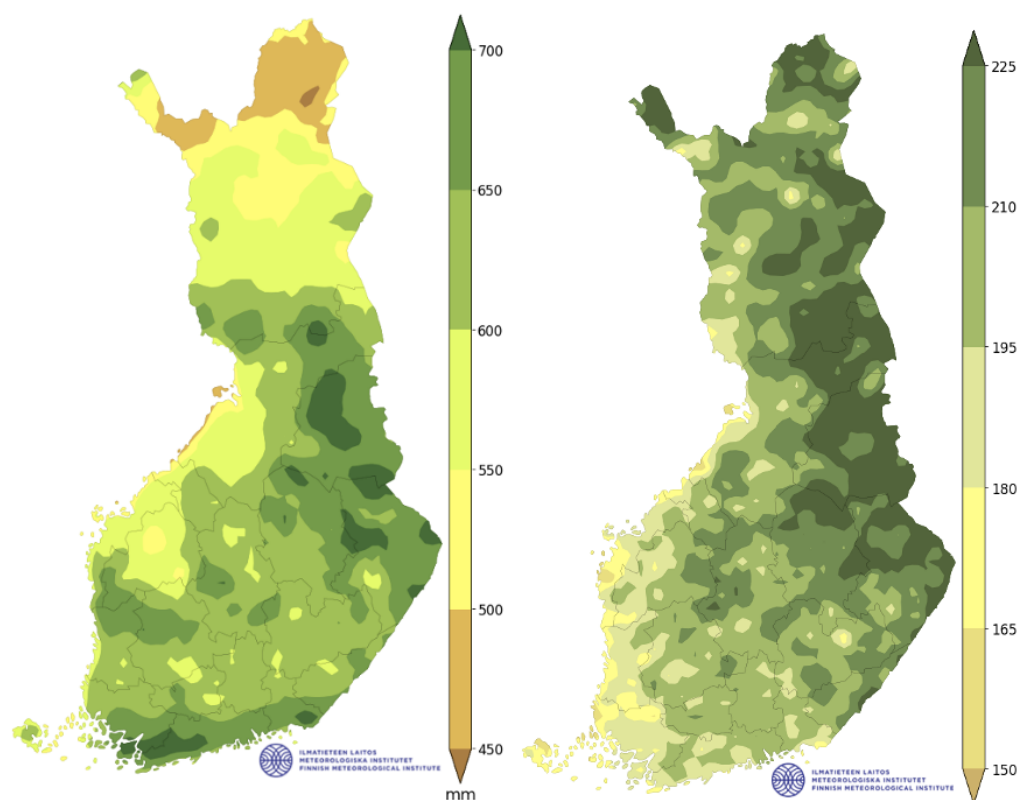 700
650
600
550
500
450
mm
ILMATIETEEN LAITOS
METEOROLOGISKA INSTITUTET
FINNISH METEOROLOGICAL INSTITUTE
225
210
195
180
165
150
ILMATIETEEN LAITOS
METEOROLOGISKA INSTITUTET
FINNISH METEOROLOGICAL INSTITUTE